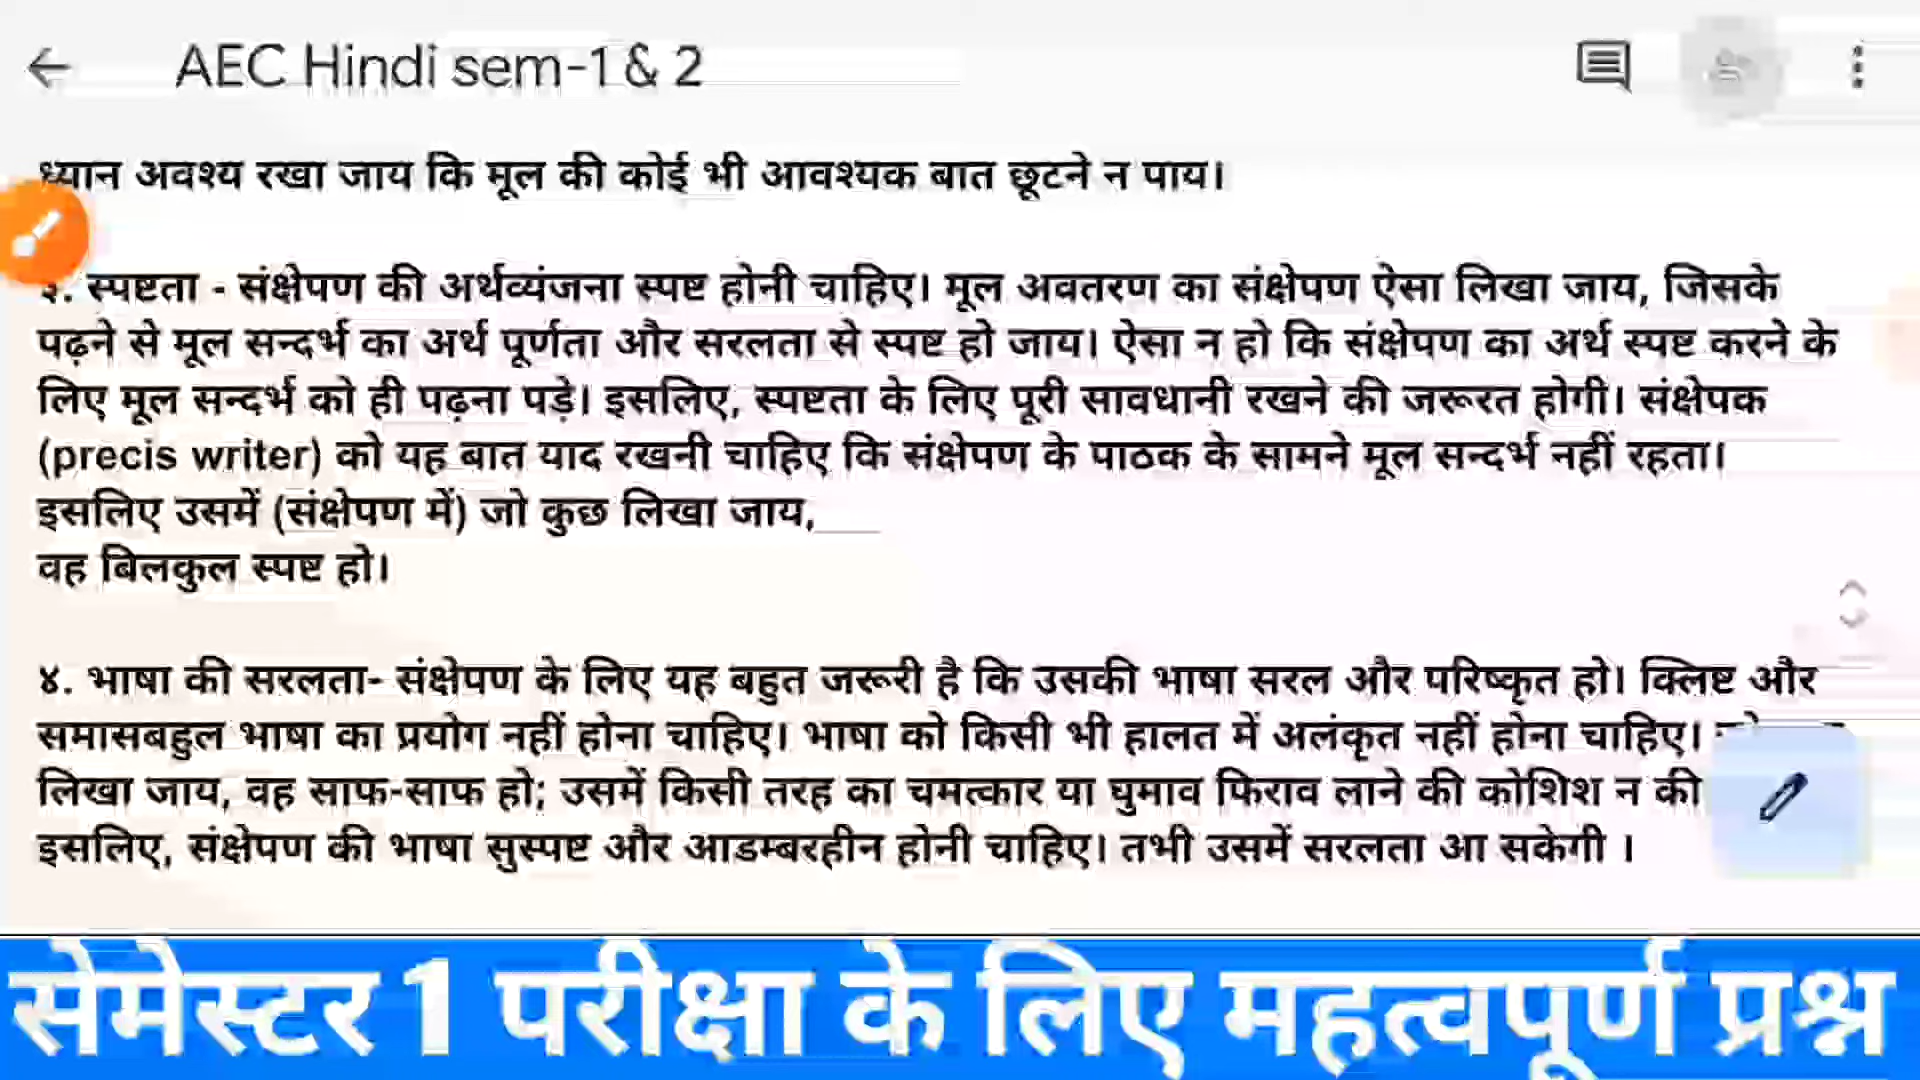 AEC Hindi sem-1 & 2
ध्यान अवश्य रखा जाय कि मूल की कोई भी आवश्यक बात छूटने न पाय।
३. स्पष्टता - संक्षेपण की अर्थव्यंजना स्पष्ट होनी चाहिए। मूल अवतरण का संक्षेपण ऐसा लिखा जाय, जिसके
पढ़ने से मूल सन्दर्भ का अर्थ पूर्णता और सरलता से स्पष्ट हो जाय। ऐसा न हो कि संक्षेपण का अर्थ स्पष्ट करने के
लिए मूल सन्दर्भ को ही पढ़ना पड़े। इसलिए, स्पष्टता के लिए पूरी सावधानी रखने की जरूरत होगी। संक्षेपक
(precis writer) को यह बात याद रखनी चाहिए कि संक्षेपण के पाठक के सामने मूल सन्दर्भ नहीं रहता।
इसलिए उसमें (संक्षेपण में) जो कुछ लिखा जाय,
वह बिलकुल स्पष्ट हो।
४. भाषा की सरलता- संक्षेपण के लिए यह बहुत जरूरी है कि उसकी भाषा सरल और परिष्कृत हो। क्लिष्ट और
समासबहुल भाषा का प्रयोग नहीं होना चाहिए। भाषा को किसी भी हालत में अलंकृत नहीं होना चाहिए।
लिखा जाय, वह साफ-साफ हो; उसमें किसी तरह का चमत्कार या घुमाव फिराव लाने की कोशिश न की
इसलिए, संक्षेपण की भाषा सुस्पष्ट और आडम्बरहीन होनी चाहिए। तभी उसमें सरलता आ सकेगी ।
सेमेस्टर 1 परीक्षा के लिए महत्वपूर्ण प्रश्न